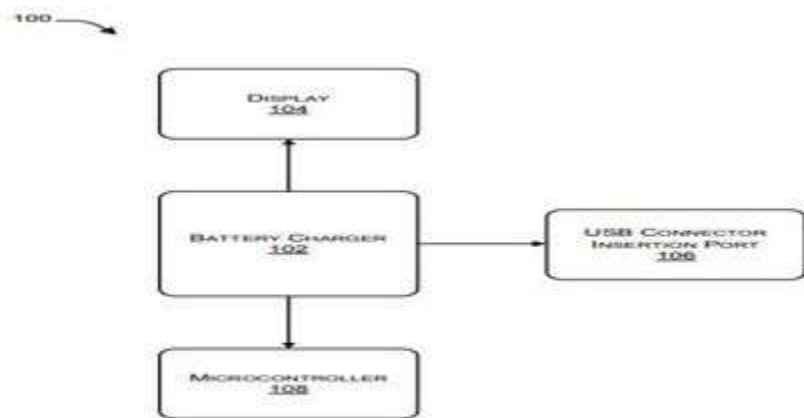 100
DISPLAY
104
BATTERY CHARGER
102
USB CONNECTOR
INSERTION PORT
106
MICROCONTROLLER
108